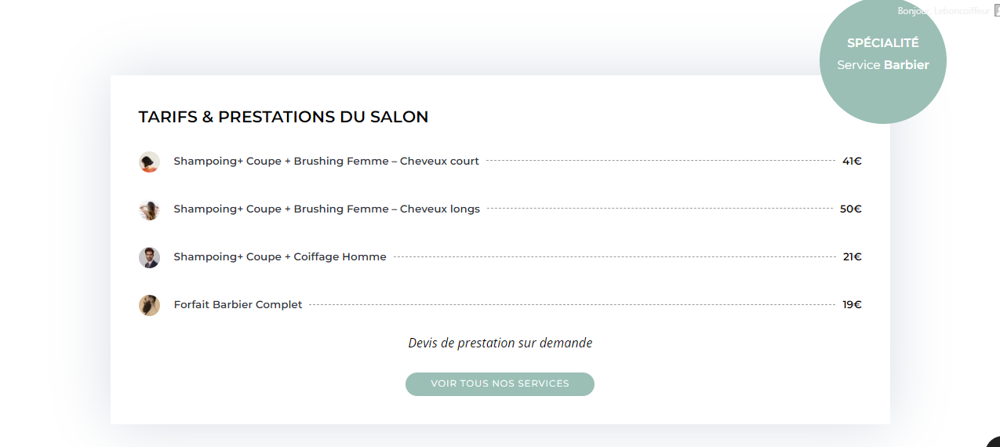 Bonjour, Leboncoiffeur
SPÉCIALITÉ
Service Barbier
TARIFS & PRESTATIONS DU SALON
Shampoing+ Coupe + Brushing Femme – Cheveux court 41€
Shampoing+ Coupe + Brushing Femme – Cheveux longs 50€
Shampoing+ Coupe + Coiffage Homme 21€
Forfait Barbier Complet 19€
Devis de prestation sur demande
VOIR TOUS NOS SERVICES